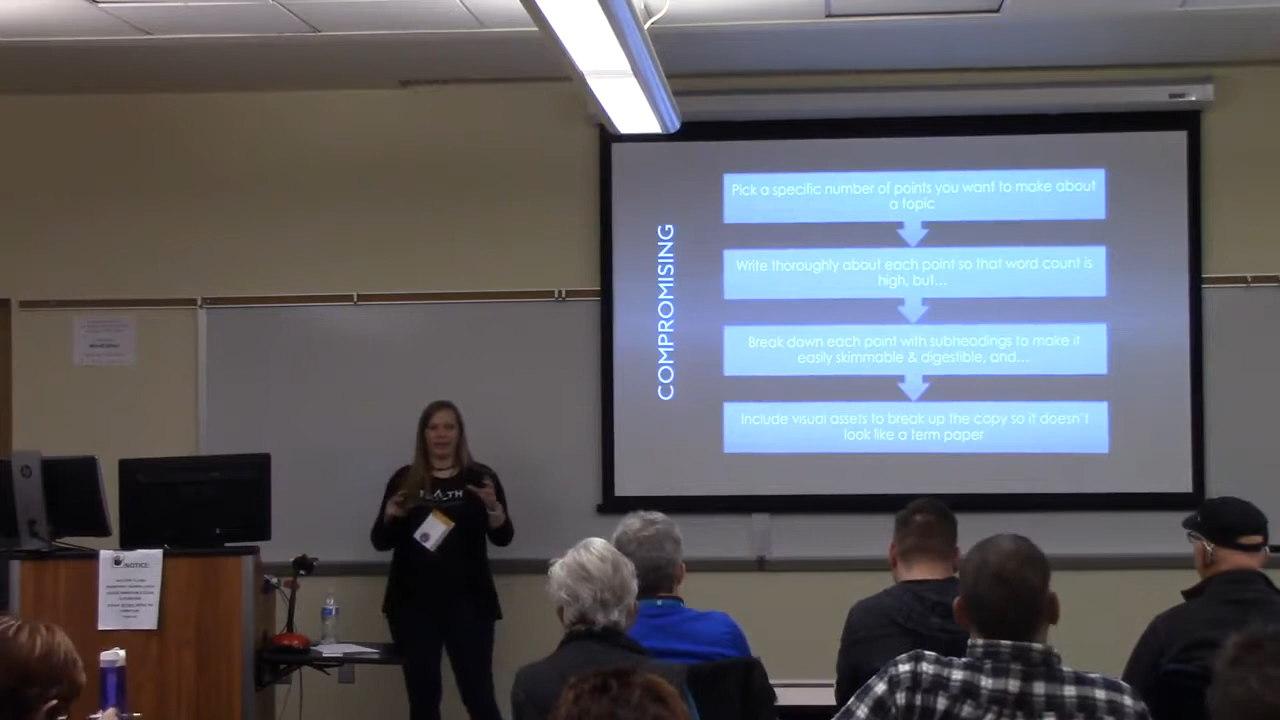 COMPROMISING
Pick a specific number of points you want to make about
a topic
Write thoroughly about each point so that word count is
high, but...
Break down each point with subheadings to make it
easily skimmable & digestible, and...
Include visual assets to break up the copy so it doesn't
look like a term paper
NOTICE:
hp